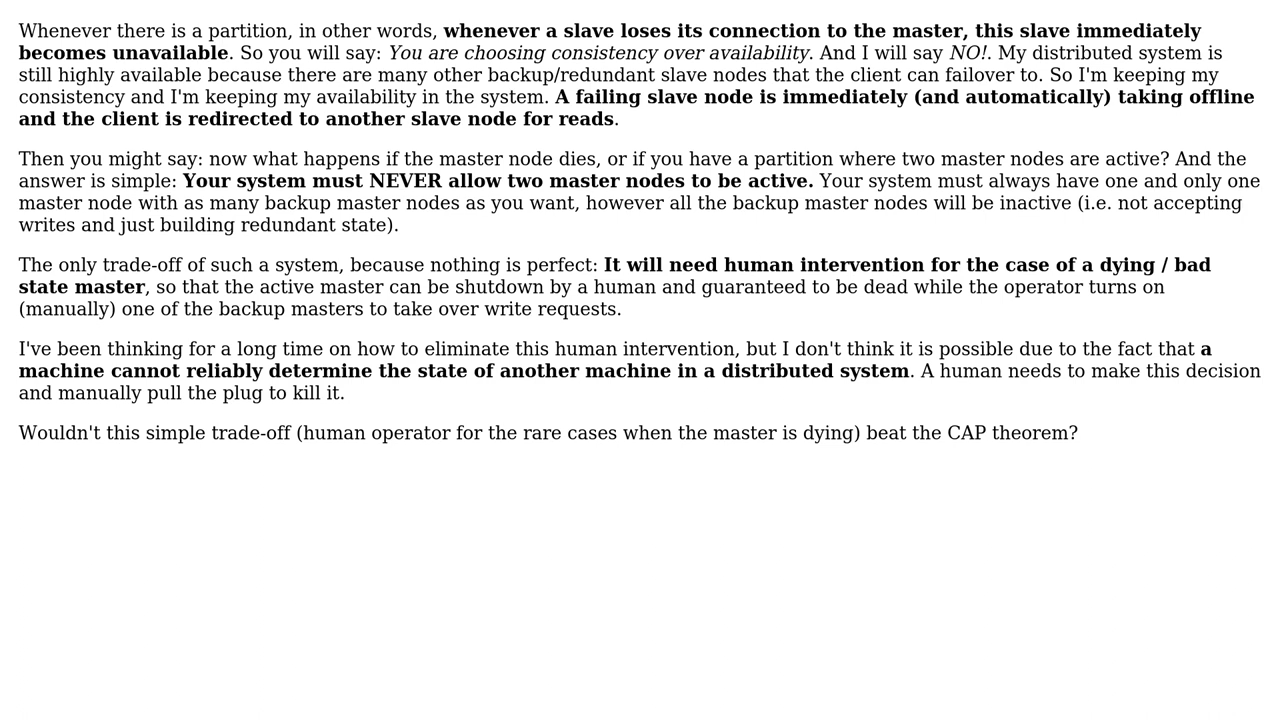 Whenever there is a partition, in other words, whenever a slave loses its connection to the master, this slave immediately
becomes unavailable. So you will say: You are choosing consistency over availability. And I will say NO!. My distributed system is
still highly available because there are many other backup/redundant slave nodes that the client can failover to. So I'm keeping my
consistency and I'm keeping my availability in the system. A failing slave node is immediately (and automatically) taking offline
and the client is redirected to another slave node for reads.
Then you might say: now what happens if the master node dies, or if you have a partition where two master nodes are active? And the
answer is simple: Your system must NEVER allow two master nodes to be active. Your system must always have one and only one
master node with as many backup master nodes as you want, however all the backup master nodes will be inactive (i.e. not accepting
writes and just building redundant state).
The only trade-off of such a system, because nothing is perfect: It will need human intervention for the case of a dying / bad
state master, so that the active master can be shutdown by a human and guaranteed to be dead while the operator turns on
(manually) one of the backup masters to take over write requests.
I've been thinking for a long time on how to eliminate this human intervention, but I don't think it is possible due to the fact that a
machine cannot reliably determine the state of another machine in a distributed system. A human needs to make this decision
and manually pull the plug to kill it.
Wouldn't this simple trade-off (human operator for the rare cases when the master is dying) beat the CAP theorem?